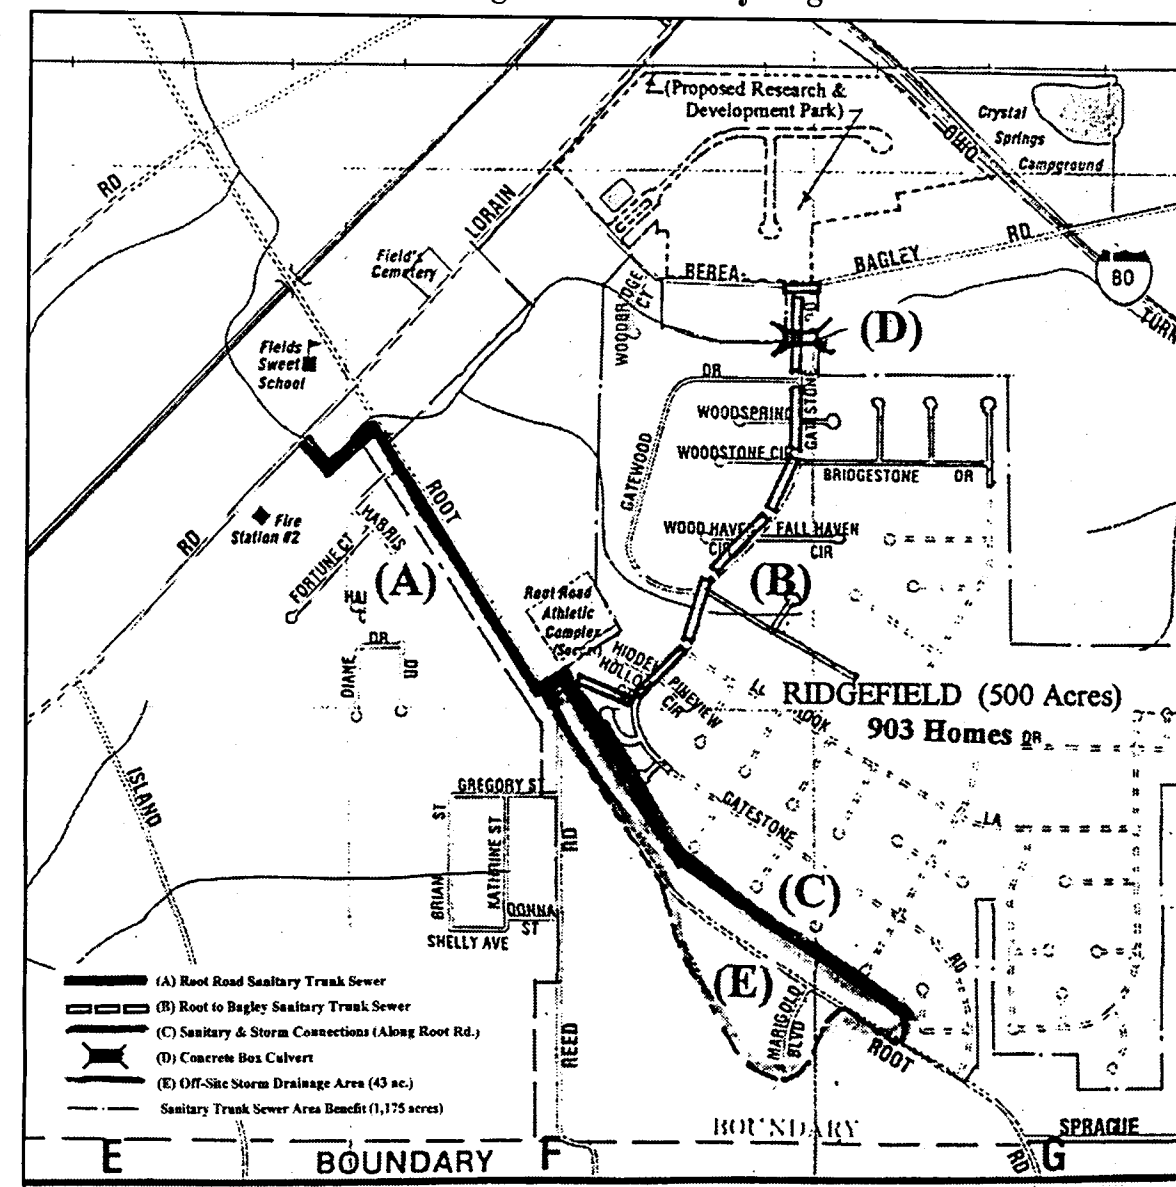 (Proposed Research &
Development Park)
Crystal
Springs
Campground
OHIO
RD
LORAIN
Field's
Cemetery
BEREA
BAGLEY
RD
80
TURN
WOODBRIDGE
CT
DR
(D)
Fields
Sweet
School
DR
WOODSPRING
GATESTONE
WOODSTONE CIR
BRIDGESTONE DR
GATEWOOD
ROOT
Fire
Station #2
RD
HARRIS
FORTUNE CT
WOOD HAVEN
CIR
FALL HAVEN
CIR
(A)
(B)
Root Road
Athletic
Complex
(Soccer)
DR
DIANE
HIDDEN
HOLLOW
CIR
PINEVIEW
CIR
RIDGEFIELD (500 Acres)
903 Homes
DR
ISLAND
GREGORY ST
ST
KATHRINE ST
BRIAN
DONNA
ST
SHELLY AVE
RD
GATESTONE
LA
(C)
RD
(E)
MARIGOLD
BLVD
ROOT
REED
(A) Root Road Sanitary Trunk Sewer
(B) Root to Bagley Sanitary Trunk Sewer
(C) Sanitary & Storm Connections (Along Root Rd.)
(D) Concrete Box Culvert
(E) Off-Site Storm Drainage Area (43 ac.)
Sanitary Trunk Sewer Area Benefit (1,175 acres)
BOUNDARY
SPRAGUE
E
BOUNDARY
F
RD
G